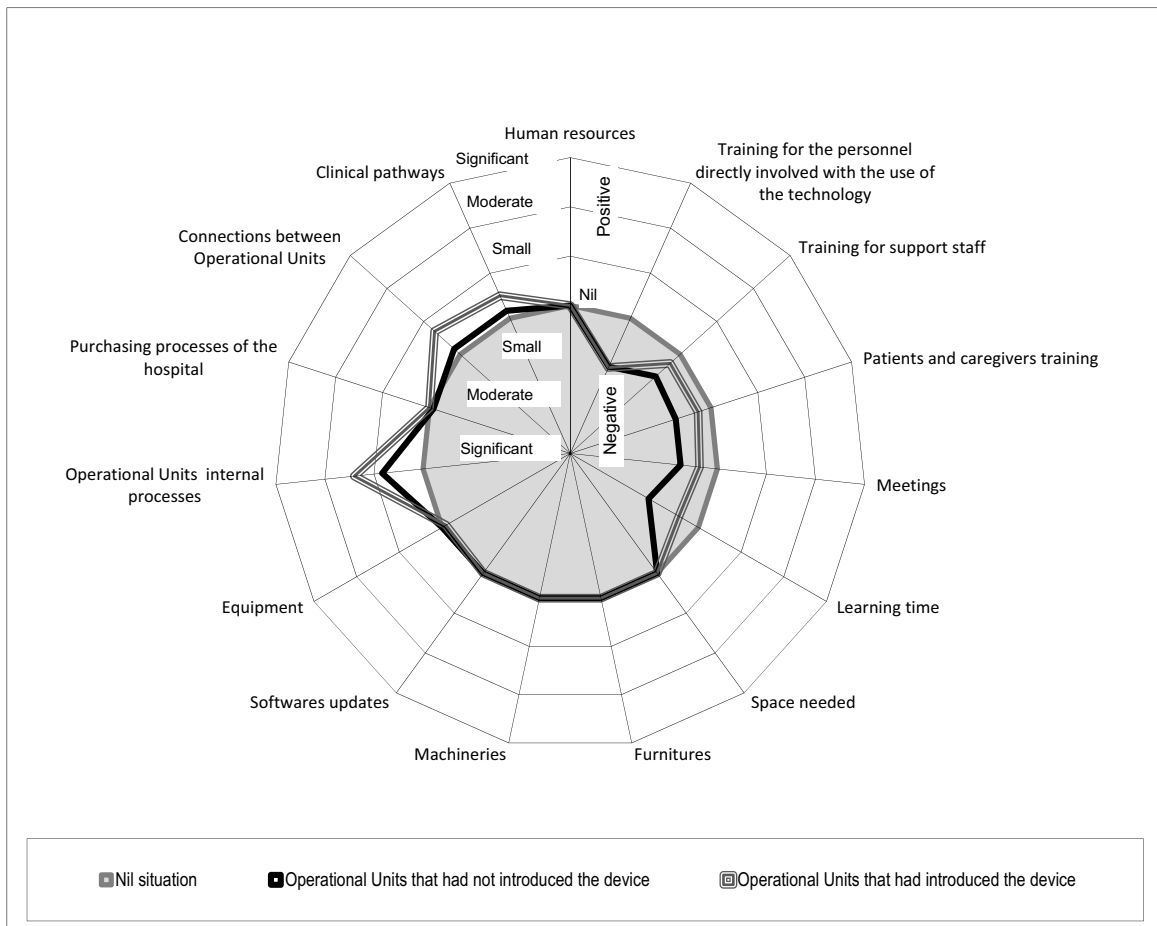 Human resources
Training for the personnel
directly involved with the use of
the technology
Training for support staff
Patients and caregivers training
Meetings
Learning time
Space needed
Furnitures
Machineries
Softwares updates
Equipment
Operational Units internal
processes
Purchasing processes of the
hospital
Connections between
Operational Units
Clinical pathways
Significant
Moderate
Small
Nil
Small
Moderate
Significant
Positive
Negative
Nil situation
Operational Units that had not introduced the device
Operational Units that had introduced the device